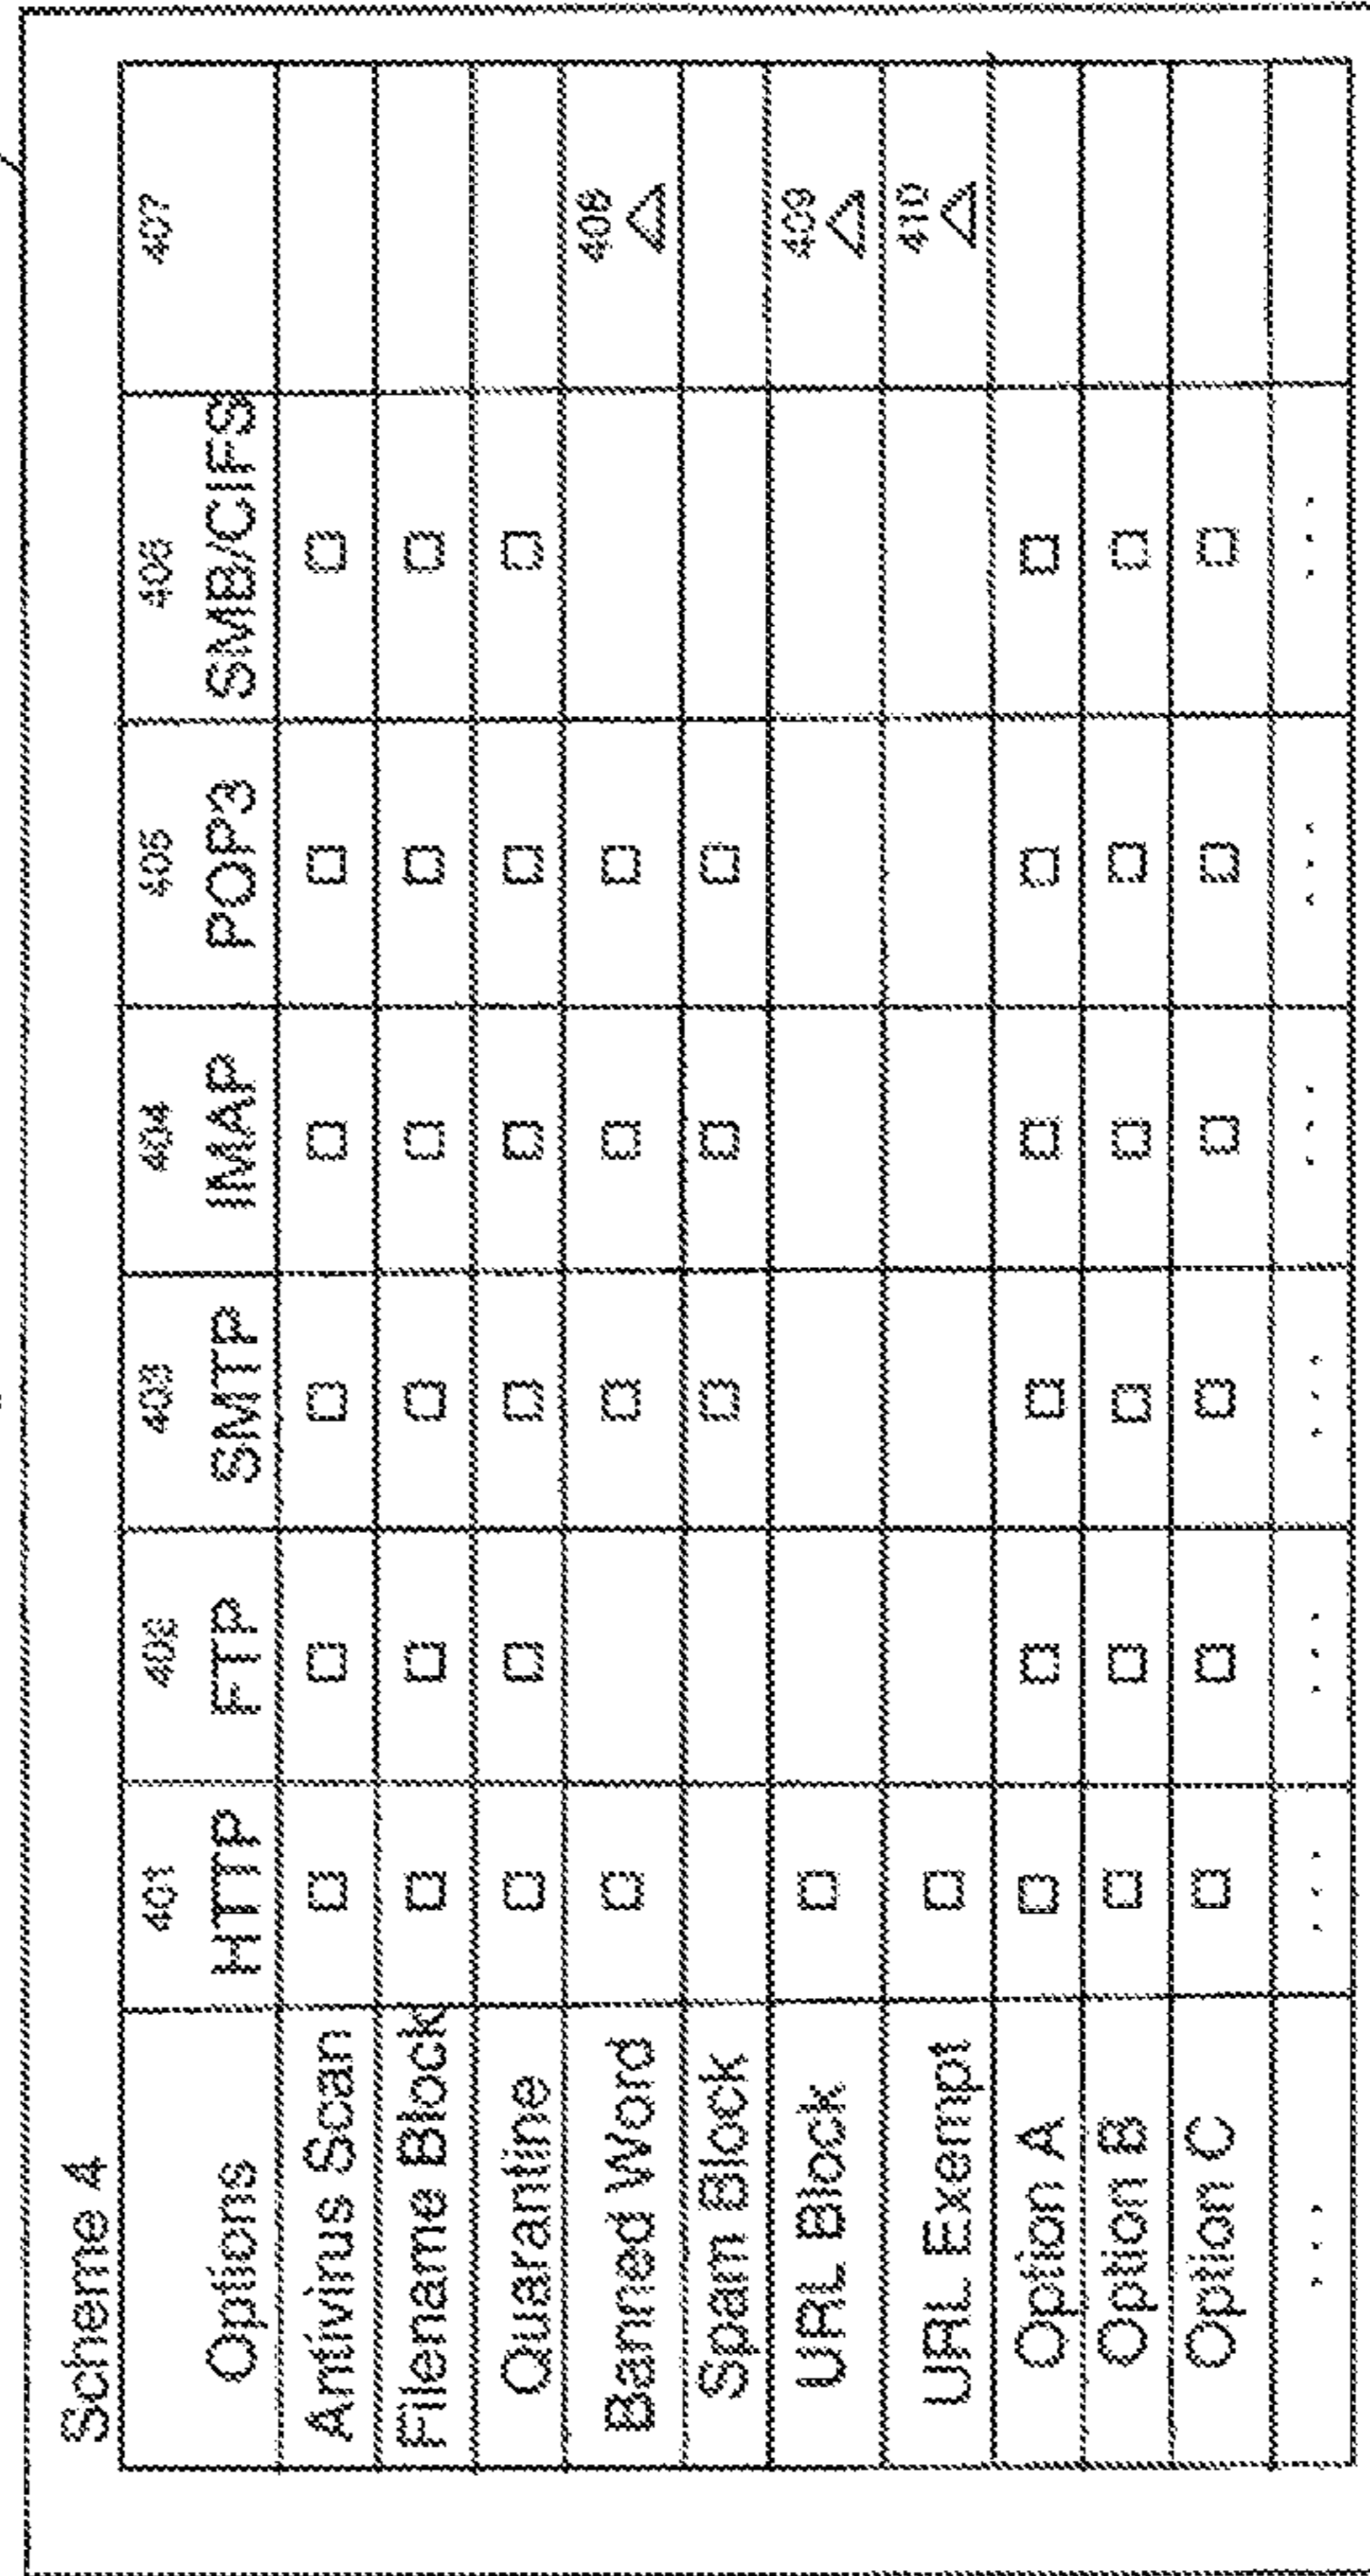 Scheme A
401 402 403 404 405 406 407
Options HTTP FTP SMTP IMAP POP3 SMB/CIFS
Antivirus Scan □ □ □ □ □ □
Filename Block □ □ □ □ □ □
Quarantine □ □ □ □ □ □
Banned Word □ □ □ □ 408 △
Spam Block □ □ □
URL Block □ 409 △
URL Exempt □ 410 △
Option A □ □ □ □ □ □
Option B □ □ □ □ □ □
Option C □ □ □ □ □ □
... ... ... ... ... ... ...